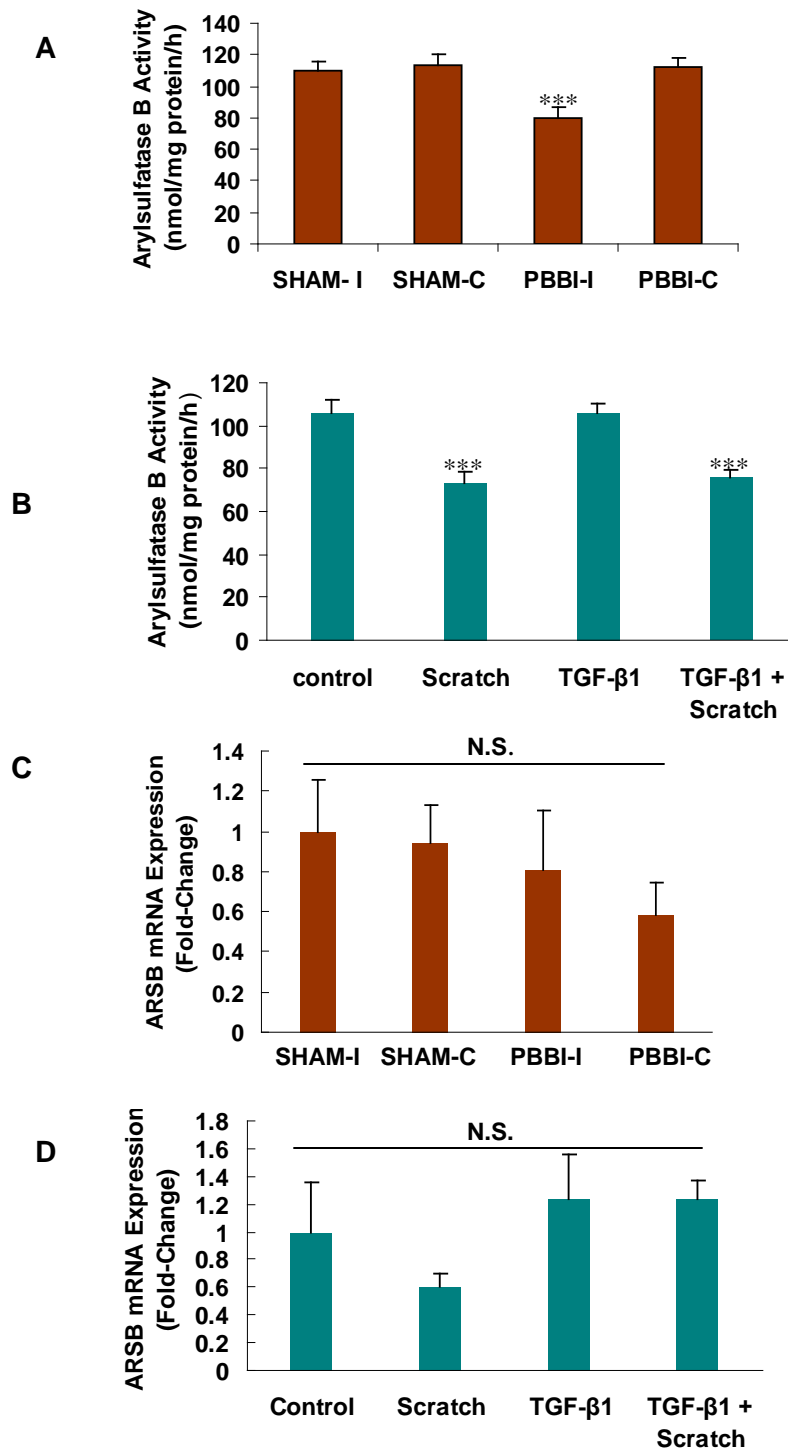 A
Arylsulfatase B Activity
(nmol/mg protein/h)
140
120
100
80
60
40
20
0
***
SHAM- I SHAM-C PBBI-I PBBI-C
B
Arylsulfatase B Activity
(nmol/mg protein/h)
120
100
80
60
40
20
0
*** ***
control Scratch TGF-β1 TGF-β1 +
Scratch
C
ARSB mRNA Expression
(Fold-Change)
1.4
1.2
1
0.8
0.6
0.4
0.2
0
N.S.
SHAM-I SHAM-C PBBI-I PBBI-C
D
ARSB mRNA Expression
(Fold-Change)
1.8
1.6
1.4
1.2
1
0.8
0.6
0.4
0.2
0
N.S.
Control Scratch TGF-β1 TGF-β1 +
Scratch